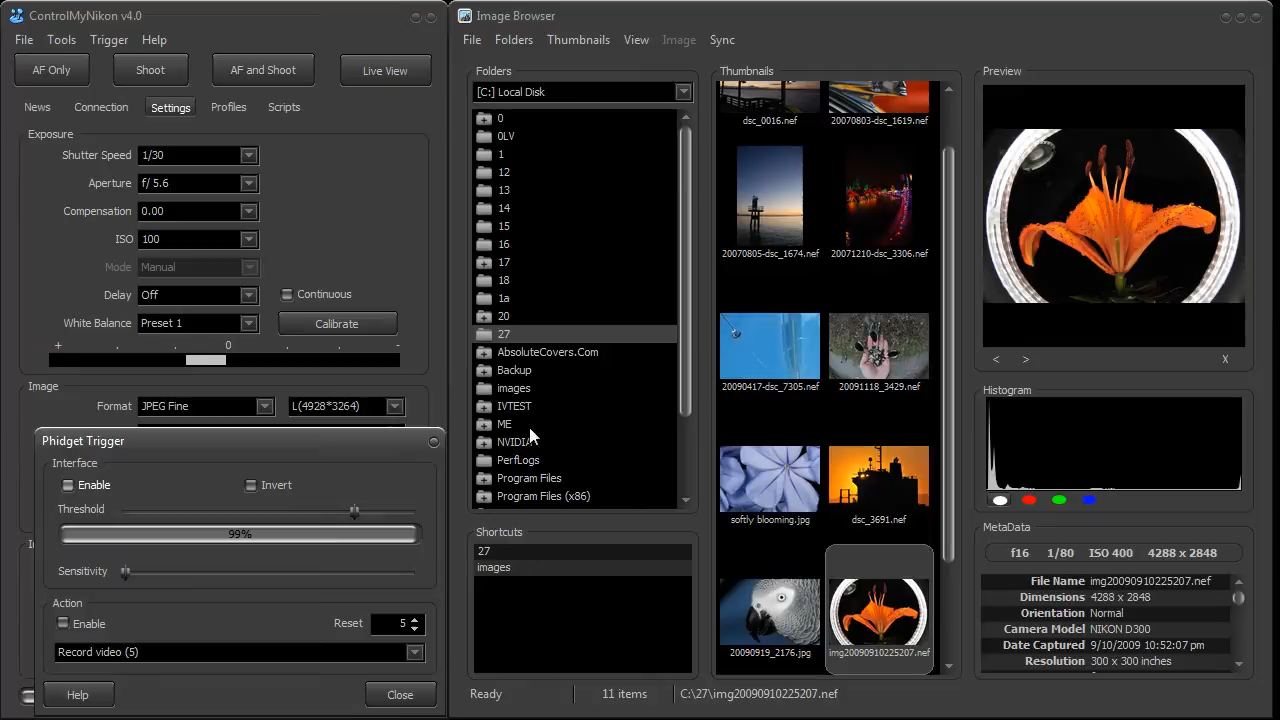 ControlMyNikon v4.0
File Tools Trigger Help
AF Only Shoot AF and Shoot Live View
News Connection Settings Profiles Scripts
Exposure
Shutter Speed 1/30
Aperture f/ 5.6
Compensation 0.00
ISO 100
Mode Manual
Delay Off Continuous
White Balance Preset 1 Calibrate
+ 0 -
Image
Format JPEG Fine L(4928*3264)
Phidget Trigger
Interface
Enable Invert
Threshold
99%
Sensitivity
Action
Enable Reset 5
Record video (5)
Help Close
Image Browser
File Folders Thumbnails View Image Sync
Folders
[C:] Local Disk
0
0LV
1
12
13
14
15
16
17
18
1a
20
27
AbsoluteCovers.Com
Backup
images
IVTEST
ME
NVIDIA
PerfLogs
Program Files
Program Files (x86)
Shortcuts
27
images
Thumbnails
dsc_0016.nef 20070803-dsc_1619.nef
20070805-dsc_1674.nef 20071210-dsc_3306.nef
20090417-dsc_7305.nef 20091118_3429.nef
softly blooming.jpg dsc_3691.nef
20090919_2176.jpg img20090910225207.nef
Preview
< > X
Histogram
MetaData
f16 1/80 ISO 400 4288 x 2848
File Name img20090910225207.nef
Dimensions 4288 x 2848
Orientation Normal
Camera Model NIKON D300
Date Captured 9/10/2009 10:52:07 pm
Resolution 300 x 300 inches
Ready 11 items C:\27\img20090910225207.nef